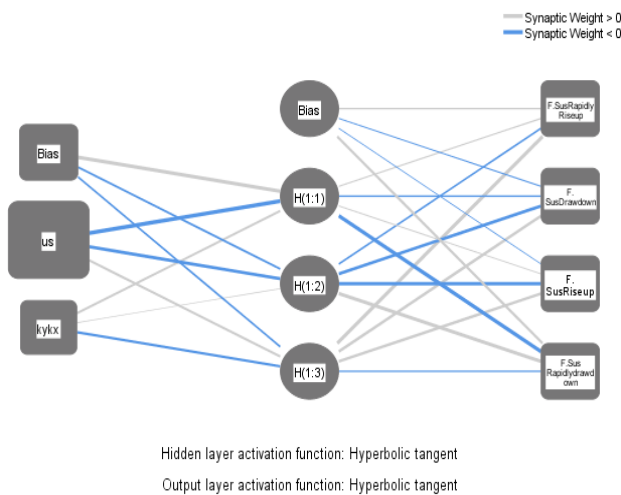 Synaptic Weight > 0
Synaptic Weight < 0
Bias
F.SusRapidly
Riseup
Bias
H(1:1)
F.
SusDrawdown
us
H(1:2)
F.
SusRiseup
kykx
H(1:3)
F.Sus
Rapidlydrawd
own
Hidden layer activation function: Hyperbolic tangent
Output layer activation function: Hyperbolic tangent